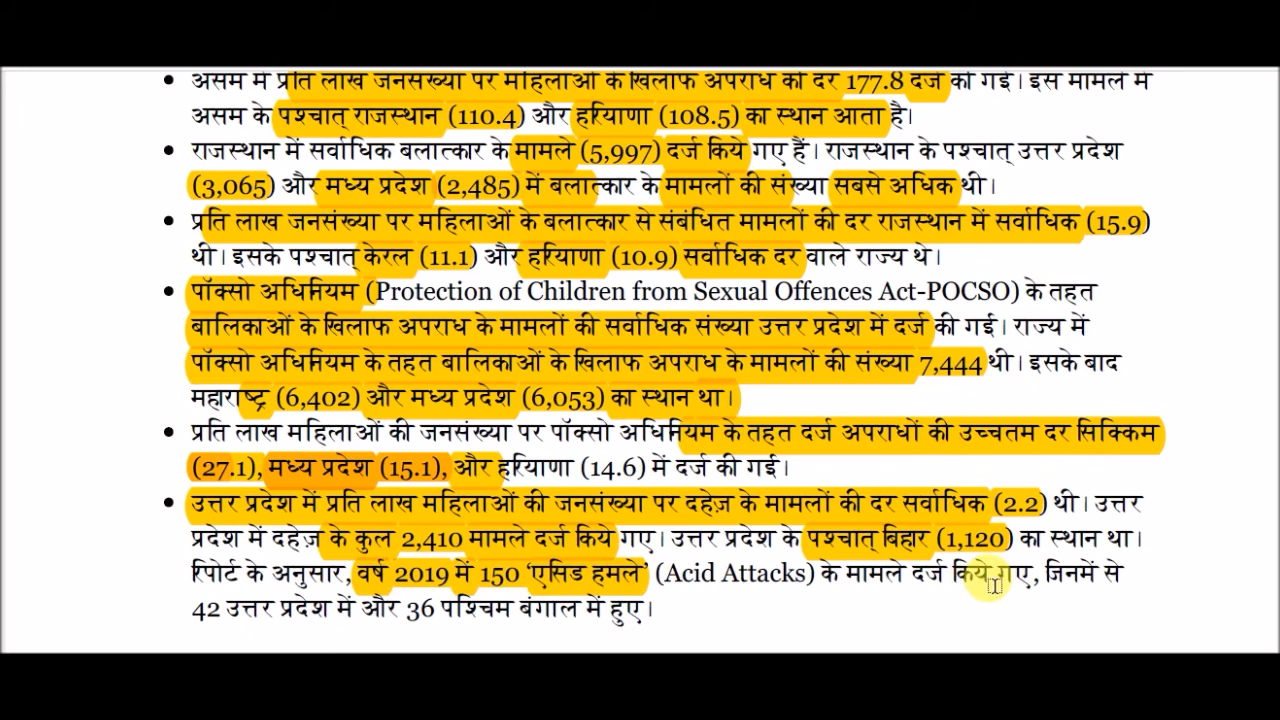 असम में प्रति लाख जनसंख्या पर महिलाओं के खिलाफ अपराध की दर 177.8 दर्ज की गई। इस मामले में
असम के पश्चात् राजस्थान (110.4) और हरियाणा (108.5) का स्थान आता है।
राजस्थान में सर्वाधिक बलात्कार के मामले (5,997) दर्ज किये गए हैं। राजस्थान के पश्चात् उत्तर प्रदेश
(3,065) और मध्य प्रदेश (2,485) में बलात्कार के मामलों की संख्या सबसे अधिक थी।
प्रति लाख जनसंख्या पर महिलाओं के बलात्कार से संबंधित मामलों की दर राजस्थान में सर्वाधिक (15.9)
थी। इसके पश्चात् केरल (11.1) और हरियाणा (10.9) सर्वाधिक दर वाले राज्य थे।
पॉक्सो अधिनियम (Protection of Children from Sexual Offences Act-POCSO) के तहत
बालिकाओं के खिलाफ अपराध के मामलों की सर्वाधिक संख्या उत्तर प्रदेश में दर्ज की गई। राज्य में
पॉक्सो अधिनियम के तहत बालिकाओं के खिलाफ अपराध के मामलों की संख्या 7,444 थी। इसके बाद
महाराष्ट्र (6,402) और मध्य प्रदेश (6,053) का स्थान था।
प्रति लाख महिलाओं की जनसंख्या पर पॉक्सो अधिनियम के तहत दर्ज अपराधों की उच्चतम दर सिक्किम
(27.1), मध्य प्रदेश (15.1), और हरियाणा (14.6) में दर्ज की गई।
उत्तर प्रदेश में प्रति लाख महिलाओं की जनसंख्या पर दहेज़ के मामलों की दर सर्वाधिक (2.2) थी। उत्तर
प्रदेश में दहेज़ के कुल 2,410 मामले दर्ज किये गए। उत्तर प्रदेश के पश्चात् बिहार (1,120) का स्थान था।
रिपोर्ट के अनुसार, वर्ष 2019 में 150 ‘एसिड हमले’ (Acid Attacks) के मामले दर्ज किये गए, जिनमें से
42 उत्तर प्रदेश में और 36 पश्चिम बंगाल में हुए।